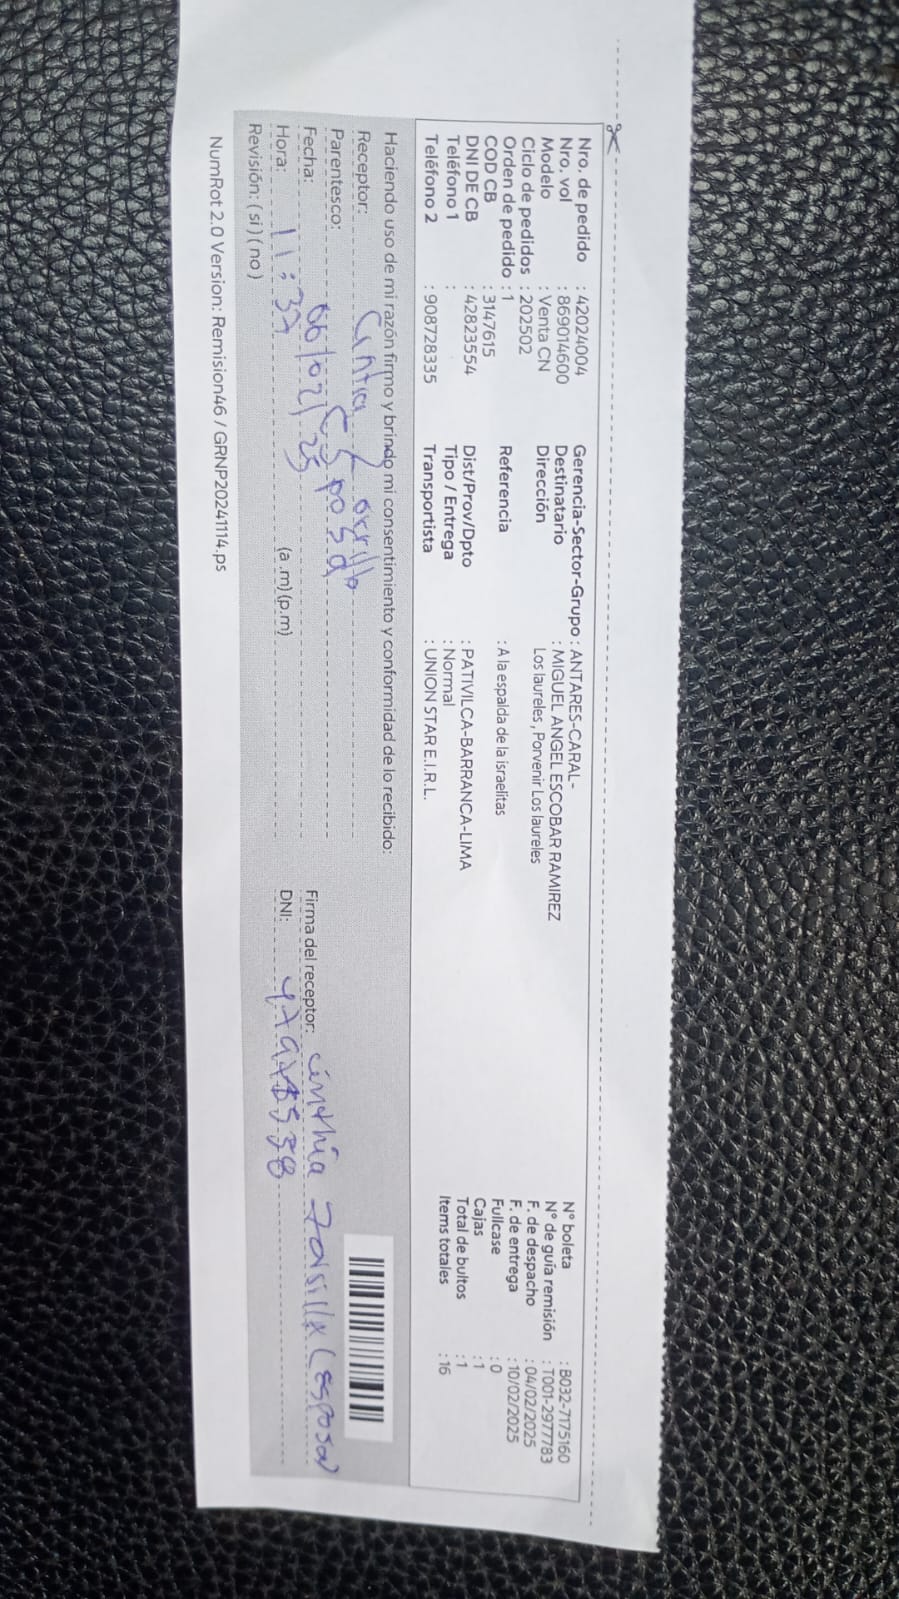 Nro. de pedido : 42024004 Gerencia-Sector-Grupo : ANTARES-CARAL- N° boleta : B032-7175160
Nro. vol : 869014600 Destinatario : MIGUEL ANGEL ESCOBAR RAMIREZ N° de guia remisión : T001-2977783
Modelo : Venta CN Dirección Los laureles , Porvenir Los laureles F. de despacho : 04/02/2025
Ciclo de pedidos : 202502 F. de entrega : 10/02/2025
Orden de pedido : 1 Referencia : A la espalda de la israelitas Fullcase : 0
COD CB : 3147615 Cajas : 1
DNI DE CB : 42823554 Dist/Prov/Dpto : PATIVILCA-BARRANCA-LIMA Total de bultos : 1
Teléfono 1 : Tipo / Entrega : Normal Items totales : 16
Teléfono 2 : 9087728335 Transportista : UNION STAR E.I.R.L.
Haciendo uso de mi razón firmo y brindo mi consentimiento y conformidad de lo recibido:
Receptor:
Parentesco: Esposa
Fecha: 06/02/25 Firma del receptor: cinthia (esposa)
Hora: 11:37 (a.m) (p.m) DNI:
Revisión: ( si ) ( no )
NumRot 2.0 Version: Remision46 / GRNP20241114.ps